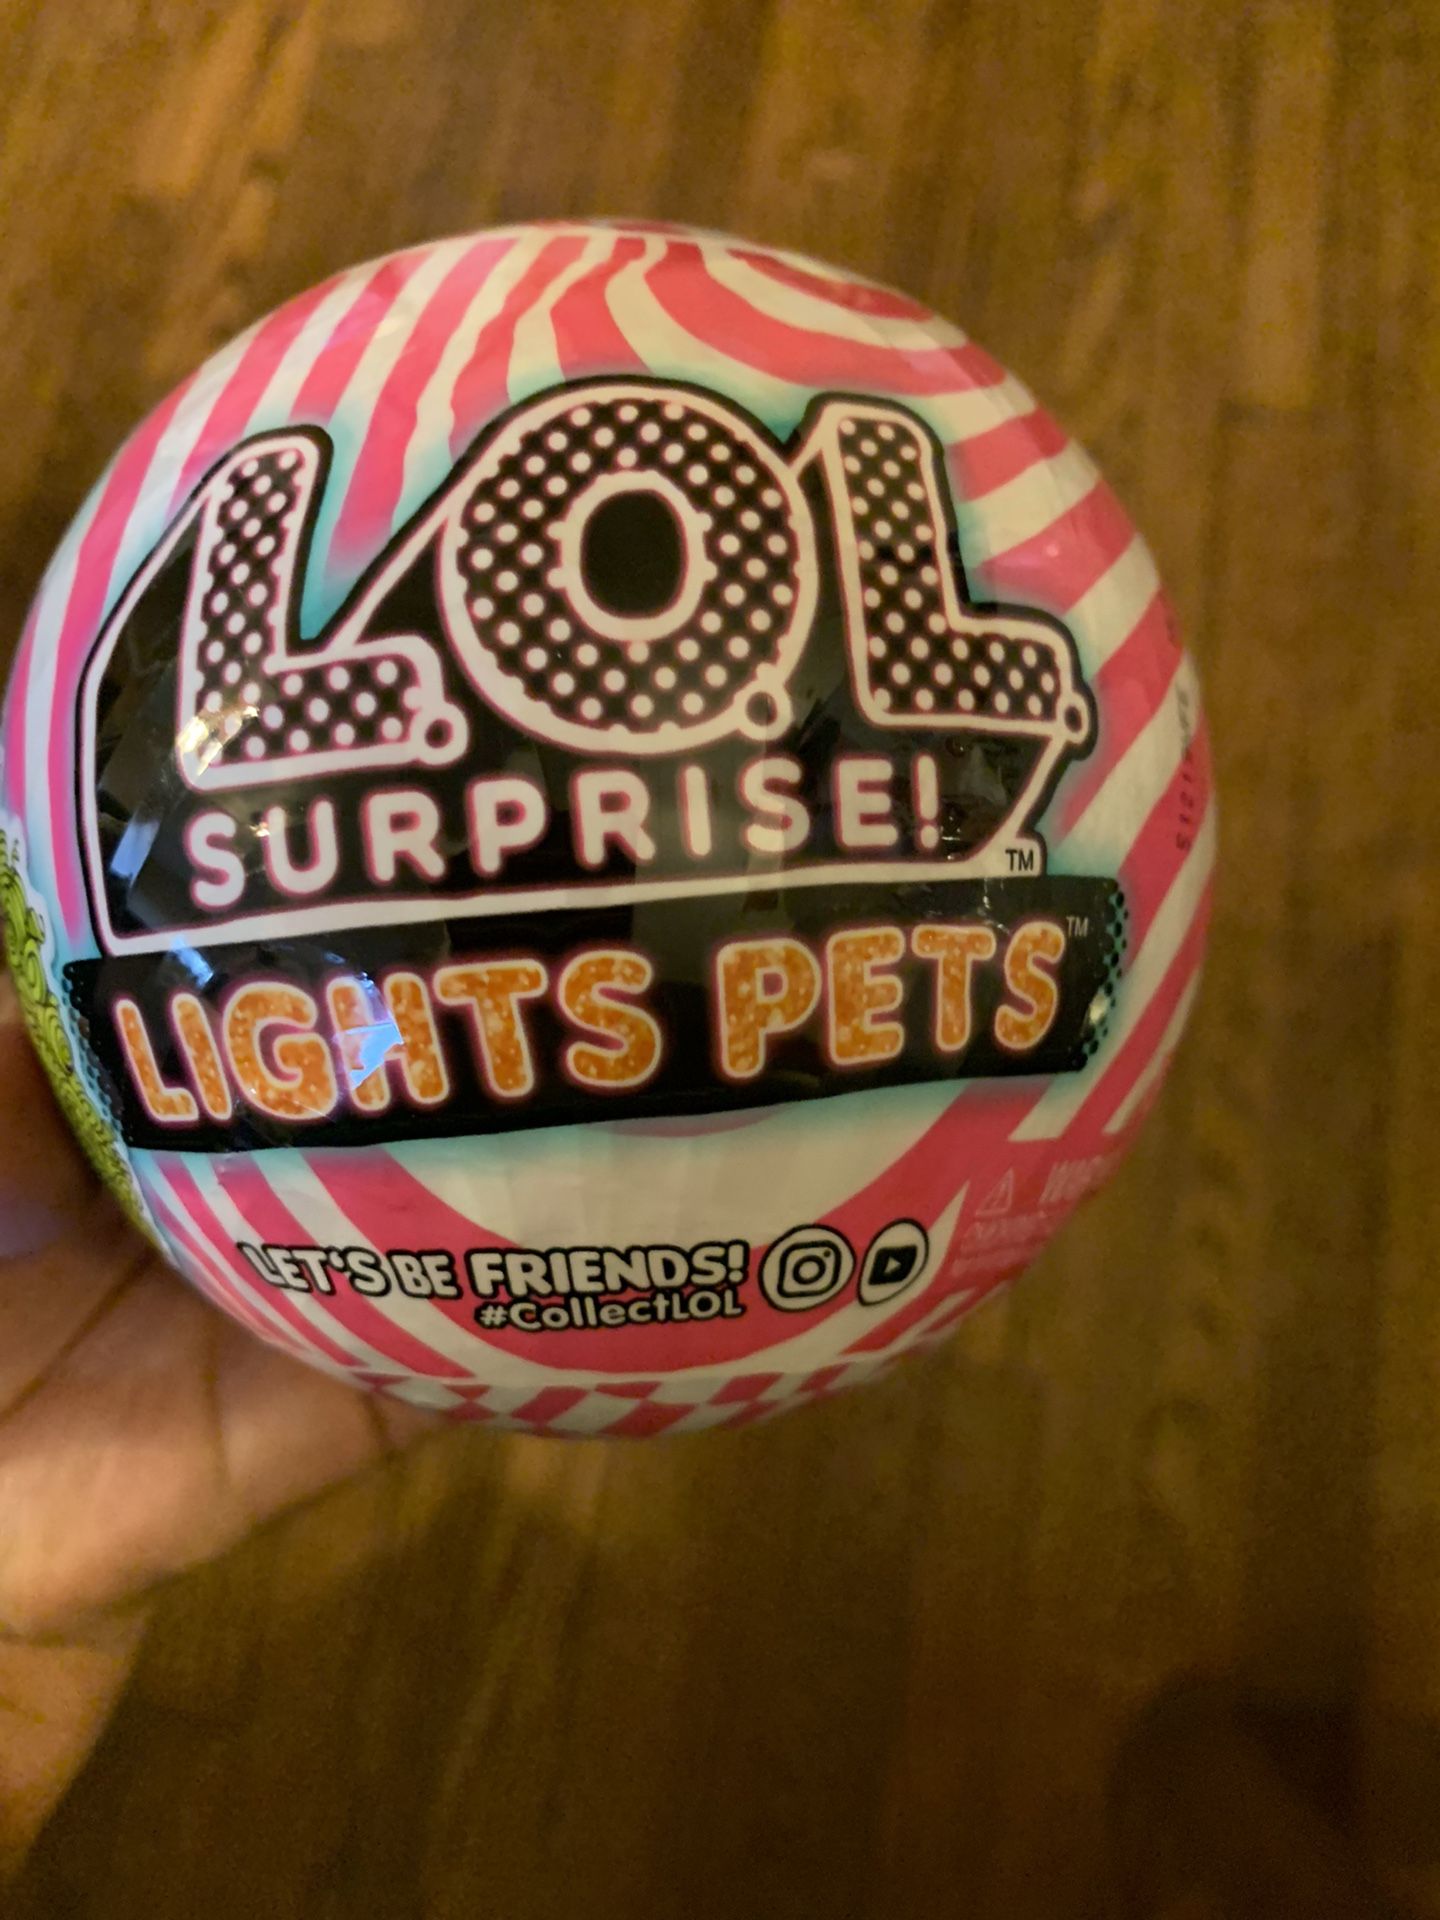 L.O.L.
SURPRISE!™
LIGHTS PETS™
LET'S BE FRIENDS!
#CollectLOL